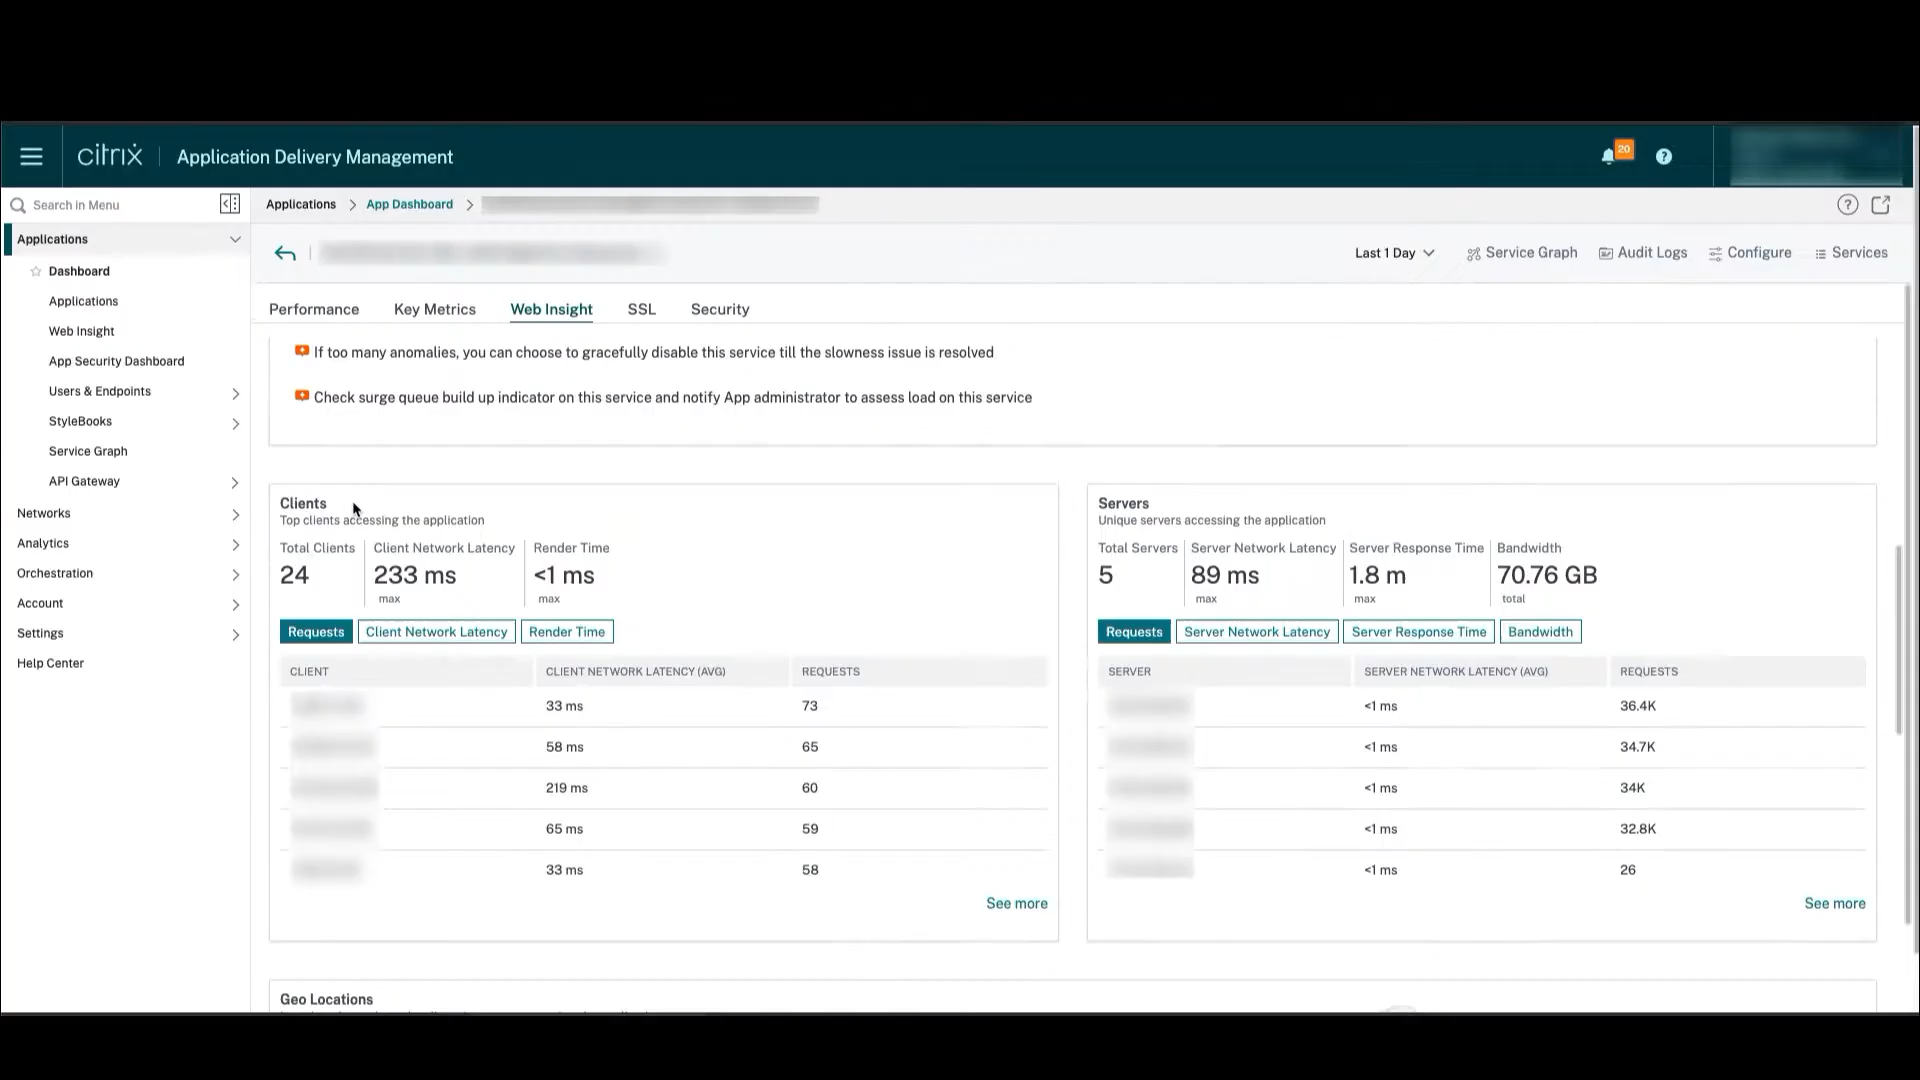 citrix
Application Delivery Management
20
?
Search in Menu
Applications > App Dashboard >
?
Applications
Dashboard
Applications
Web Insight
App Security Dashboard
Users & Endpoints
StyleBooks
Service Graph
API Gateway
Networks
Analytics
Orchestration
Account
Settings
Help Center
Last 1 Day
Service Graph
Audit Logs
Configure
Services
Performance
Key Metrics
Web Insight
SSL
Security
If too many anomalies, you can choose to gracefully disable this service till the slowness issue is resolved
Check surge queue build up indicator on this service and notify App administrator to assess load on this service
Clients
Top clients accessing the application
Total Clients Client Network Latency Render Time
24 233 ms <1 ms
max max
Requests Client Network Latency Render Time
CLIENT CLIENT NETWORK LATENCY (AVG) REQUESTS
33 ms 73
58 ms 65
219 ms 60
65 ms 59
33 ms 58
See more
Servers
Unique servers accessing the application
Total Servers Server Network Latency Server Response Time Bandwidth
5 89 ms 1.8 m 70.76 GB
max max total
Requests Server Network Latency Server Response Time Bandwidth
SERVER SERVER NETWORK LATENCY (AVG) REQUESTS
<1 ms 36.4K
<1 ms 34.7K
<1 ms 34K
<1 ms 32.8K
<1 ms 26
See more
Geo Locations